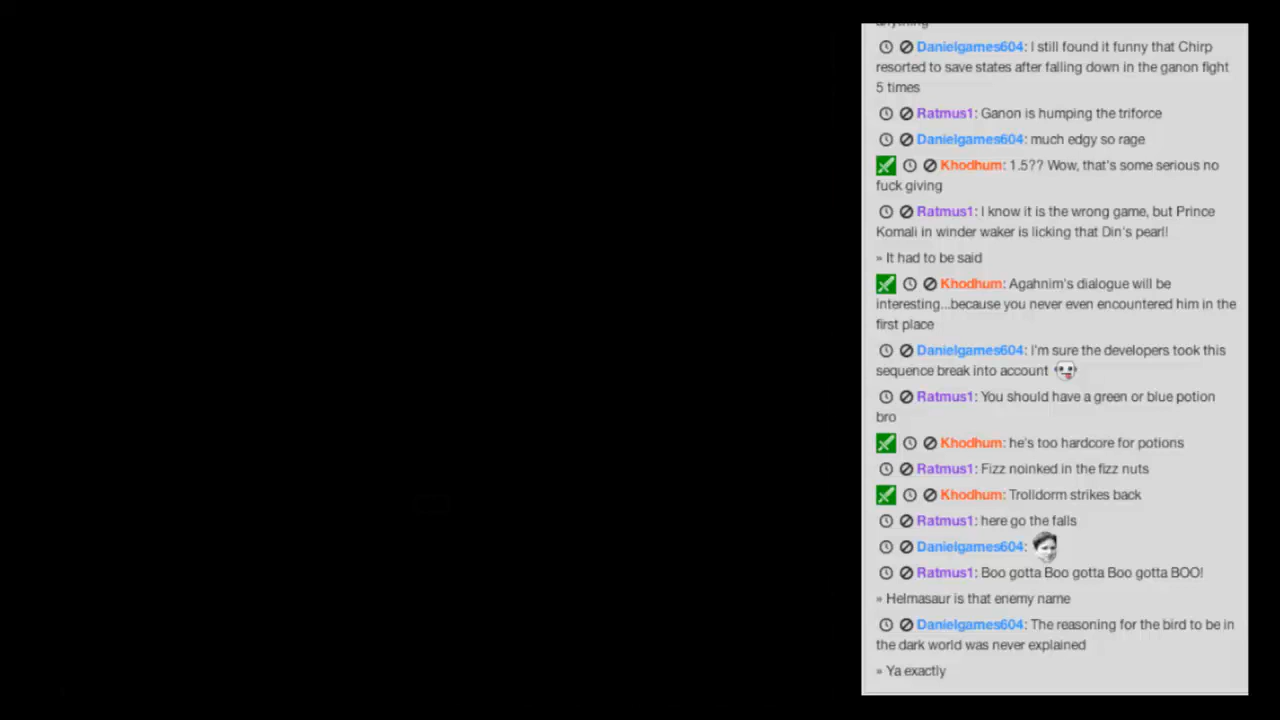 Danielgames604: I still found it funny that Chirp
resorted to save states after falling down in the ganon fight
5 times
Ratmus1: Ganon is humping the triforce
Danielgames604: much edgy so rage
Khodhum: 1.5?? Wow, that's some serious no
fuck giving
Ratmus1: I know it is the wrong game, but Prince
Komali in winder waker is licking that Din's pearl!
» It had to be said
Khodhum: Agahnim's dialogue will be
interesting...because you never even encountered him in the
first place
Danielgames604: I'm sure the developers took this
sequence break into account
Ratmus1: You should have a green or blue potion
bro
Khodhum: he's too hardcore for potions
Ratmus1: Fizz noinked in the fizz nuts
Khodhum: Trolldorm strikes back
Ratmus1: here go the falls
Danielgames604:
Ratmus1: Boo gotta Boo gotta Boo gotta BOO!
» Helmasaur is that enemy name
Danielgames604: The reasoning for the bird to be in
the dark world was never explained
» Ya exactly